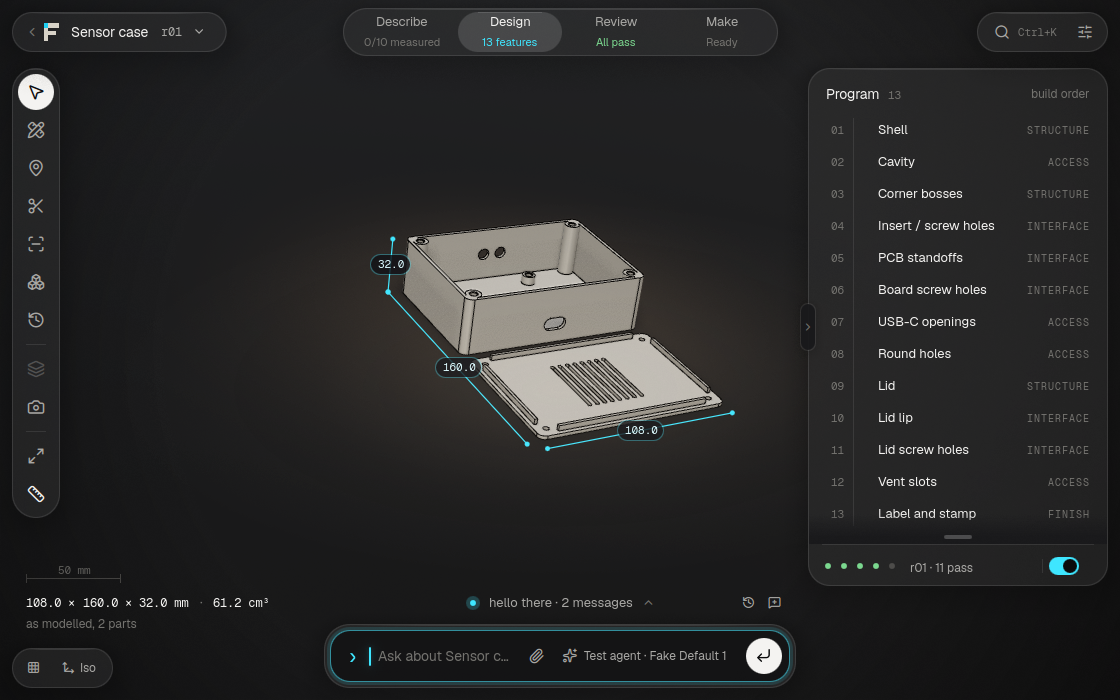 Sensor case r01
Describe
0/10 measured
Design
13 features
Review
All pass
Make
Ready
Ctrl+K
Program 13 build order
01 Shell STRUCTURE
02 Cavity ACCESS
03 Corner bosses STRUCTURE
04 Insert / screw holes INTERFACE
05 PCB standoffs INTERFACE
06 Board screw holes INTERFACE
07 USB-C openings ACCESS
08 Round holes ACCESS
09 Lid STRUCTURE
10 Lid lip INTERFACE
11 Lid screw holes INTERFACE
12 Vent slots ACCESS
13 Label and stamp FINISH
r01 · 11 pass
32.0
160.0
108.0
50 mm
108.0 × 160.0 × 32.0 mm · 61.2 cm³
as modelled, 2 parts
hello there · 2 messages
Ask about Sensor c…
Test agent · Fake Default 1
Iso